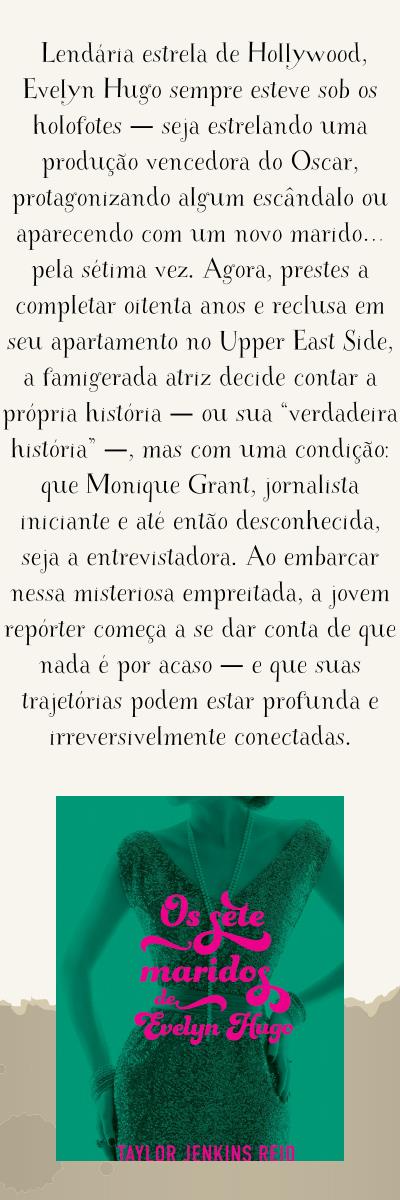 Lendária estrela de Hollywood,
Evelyn Hugo sempre esteve sob os
holofotes — seja estrelando uma
produção vencedora do Oscar,
protagonizando algum escândalo ou
aparecendo com um novo marido...
pela sétima vez. Agora, prestes a
completar oitenta anos e reclusa em
seu apartamento no Upper East Side,
a famigerada atriz decide contar a
própria história — ou sua “verdadeira
história” —, mas com uma condição:
que Monique Grant, jornalista
iniciante e até então desconhecida,
seja a entrevistadora. Ao embarcar
nessa misteriosa empreitada, a jovem
repórter começa a se dar conta de que
nada é por acaso — e que suas
trajetórias podem estar profunda e
irreversivelmente conectadas.
Os sete
maridos
de
Evelyn Hugo
TAYLOR JENKINS REID